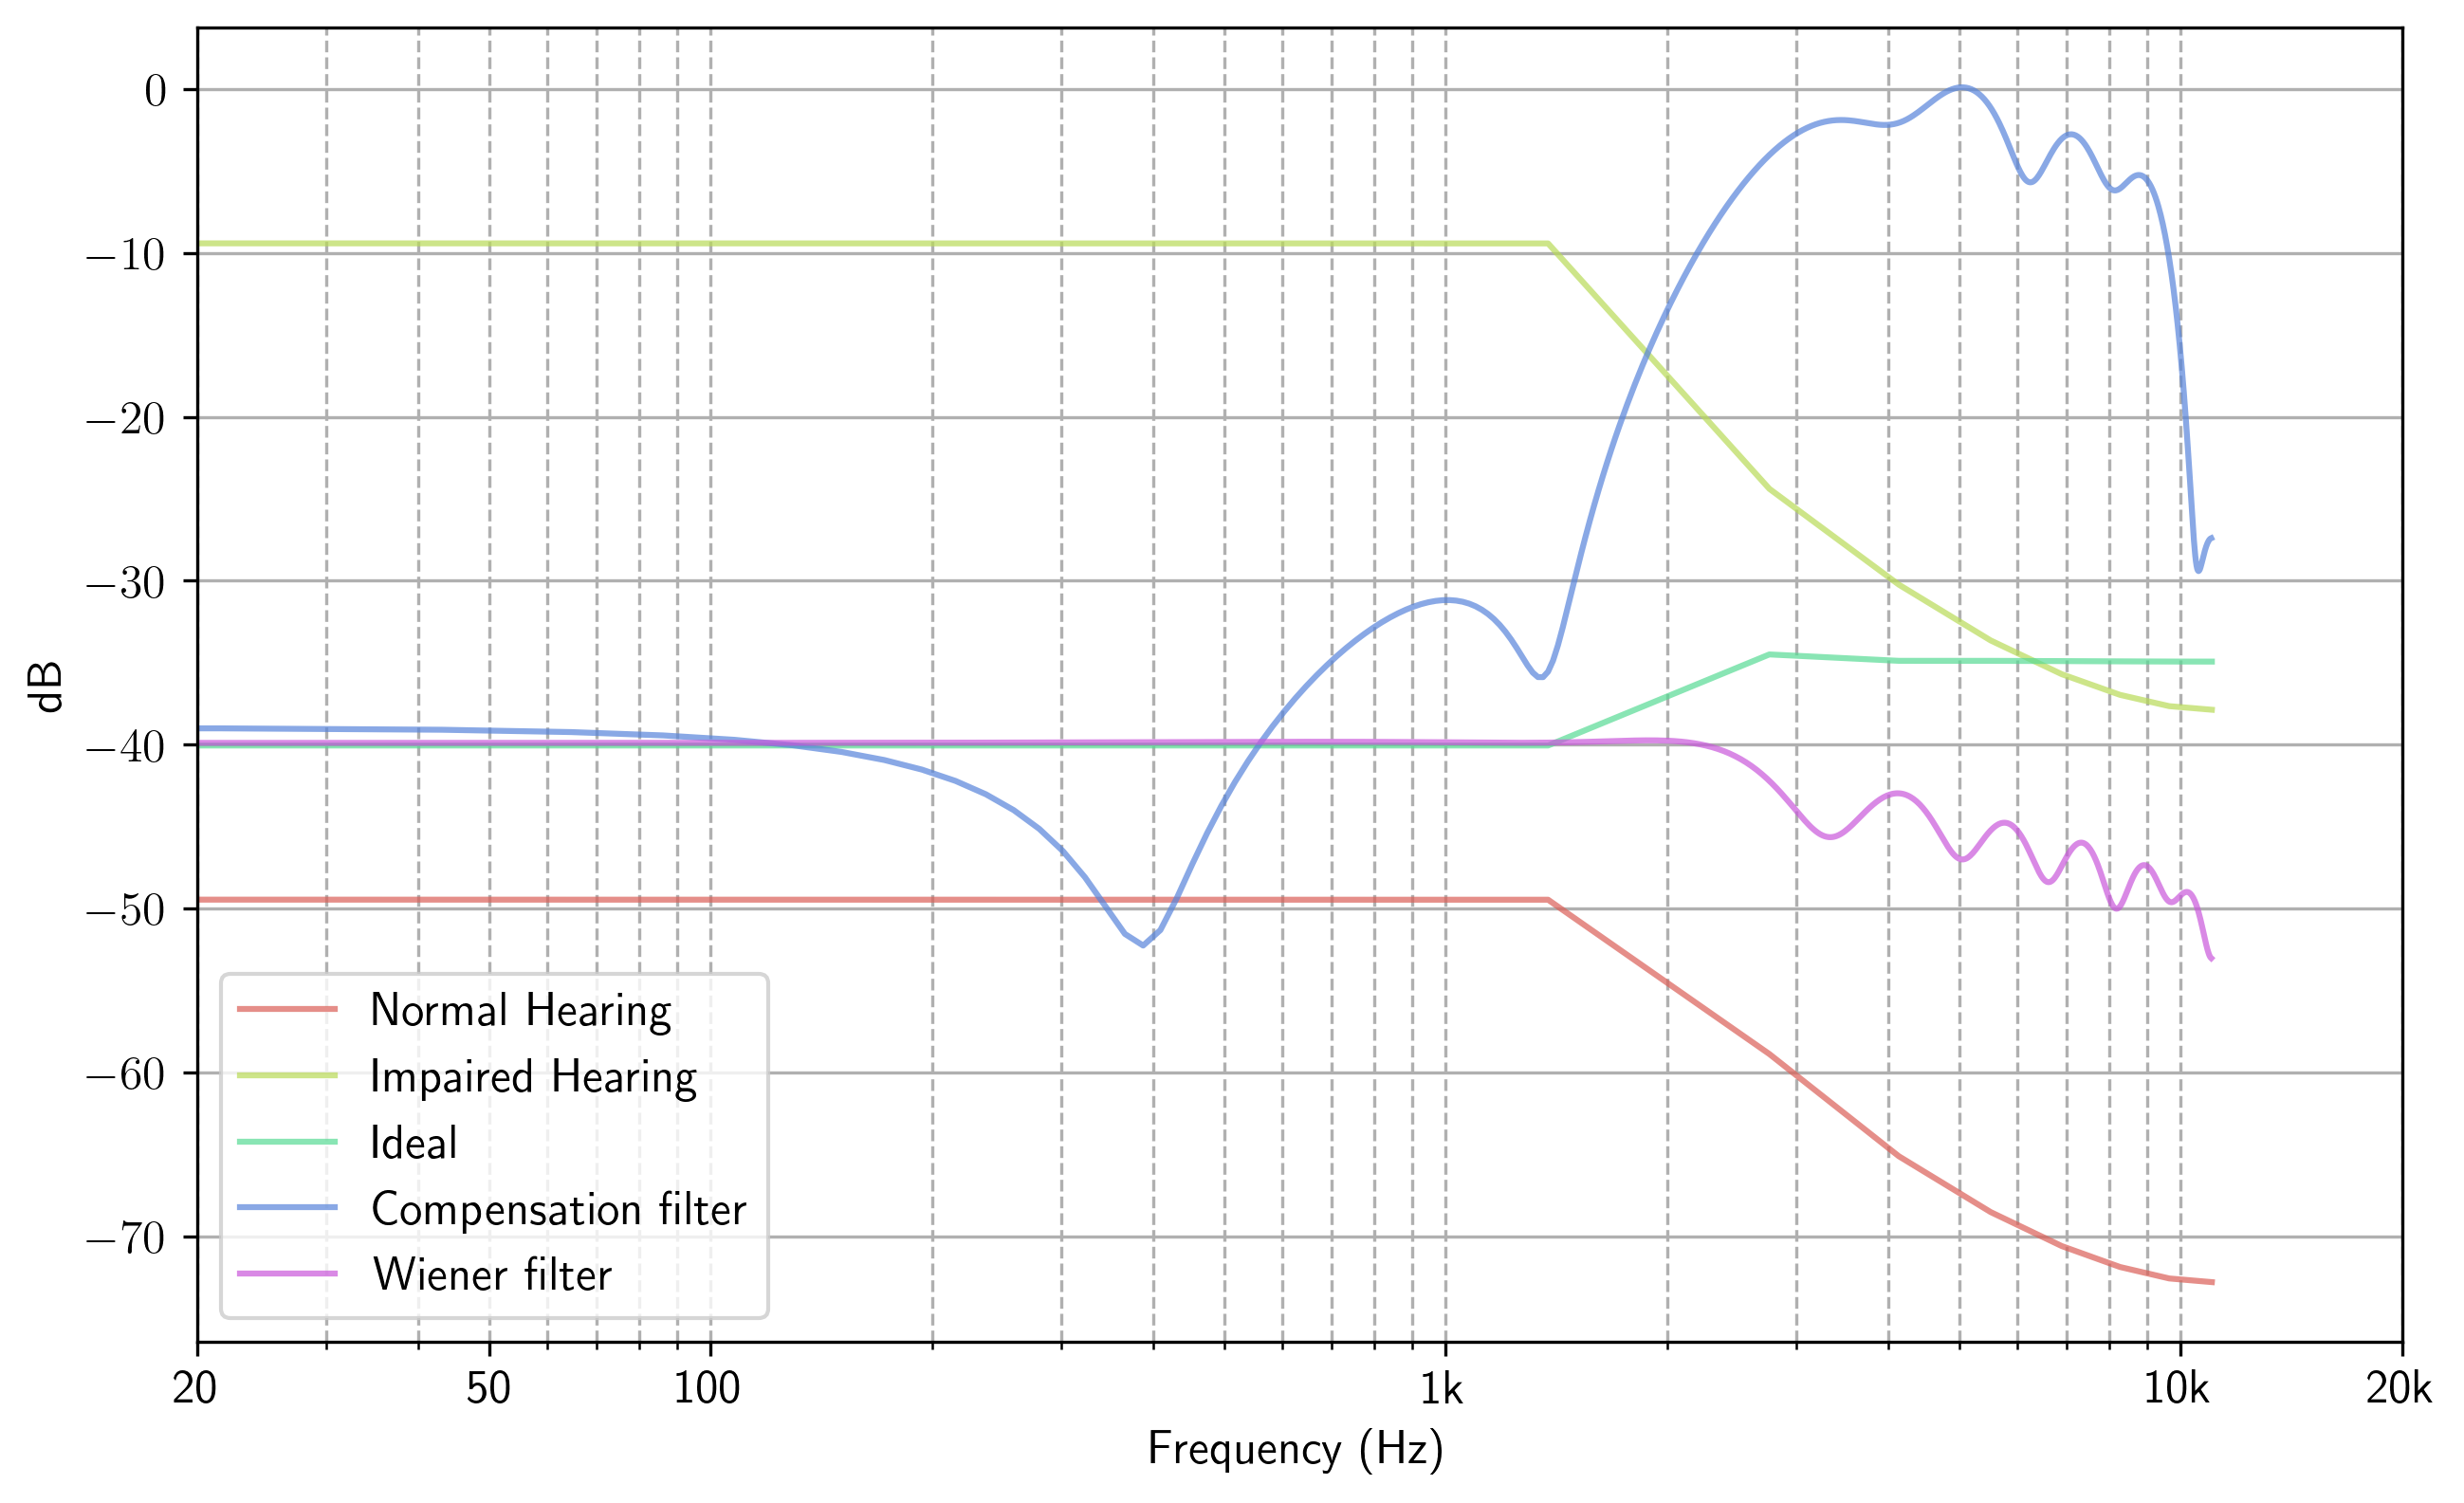 0
−10
−20
−30
−40
−50
−60
−70
dB
Normal Hearing
Impaired Hearing
Ideal
Compensation filter
Wiener filter
20 50 100 1k 10k 20k
Frequency (Hz)